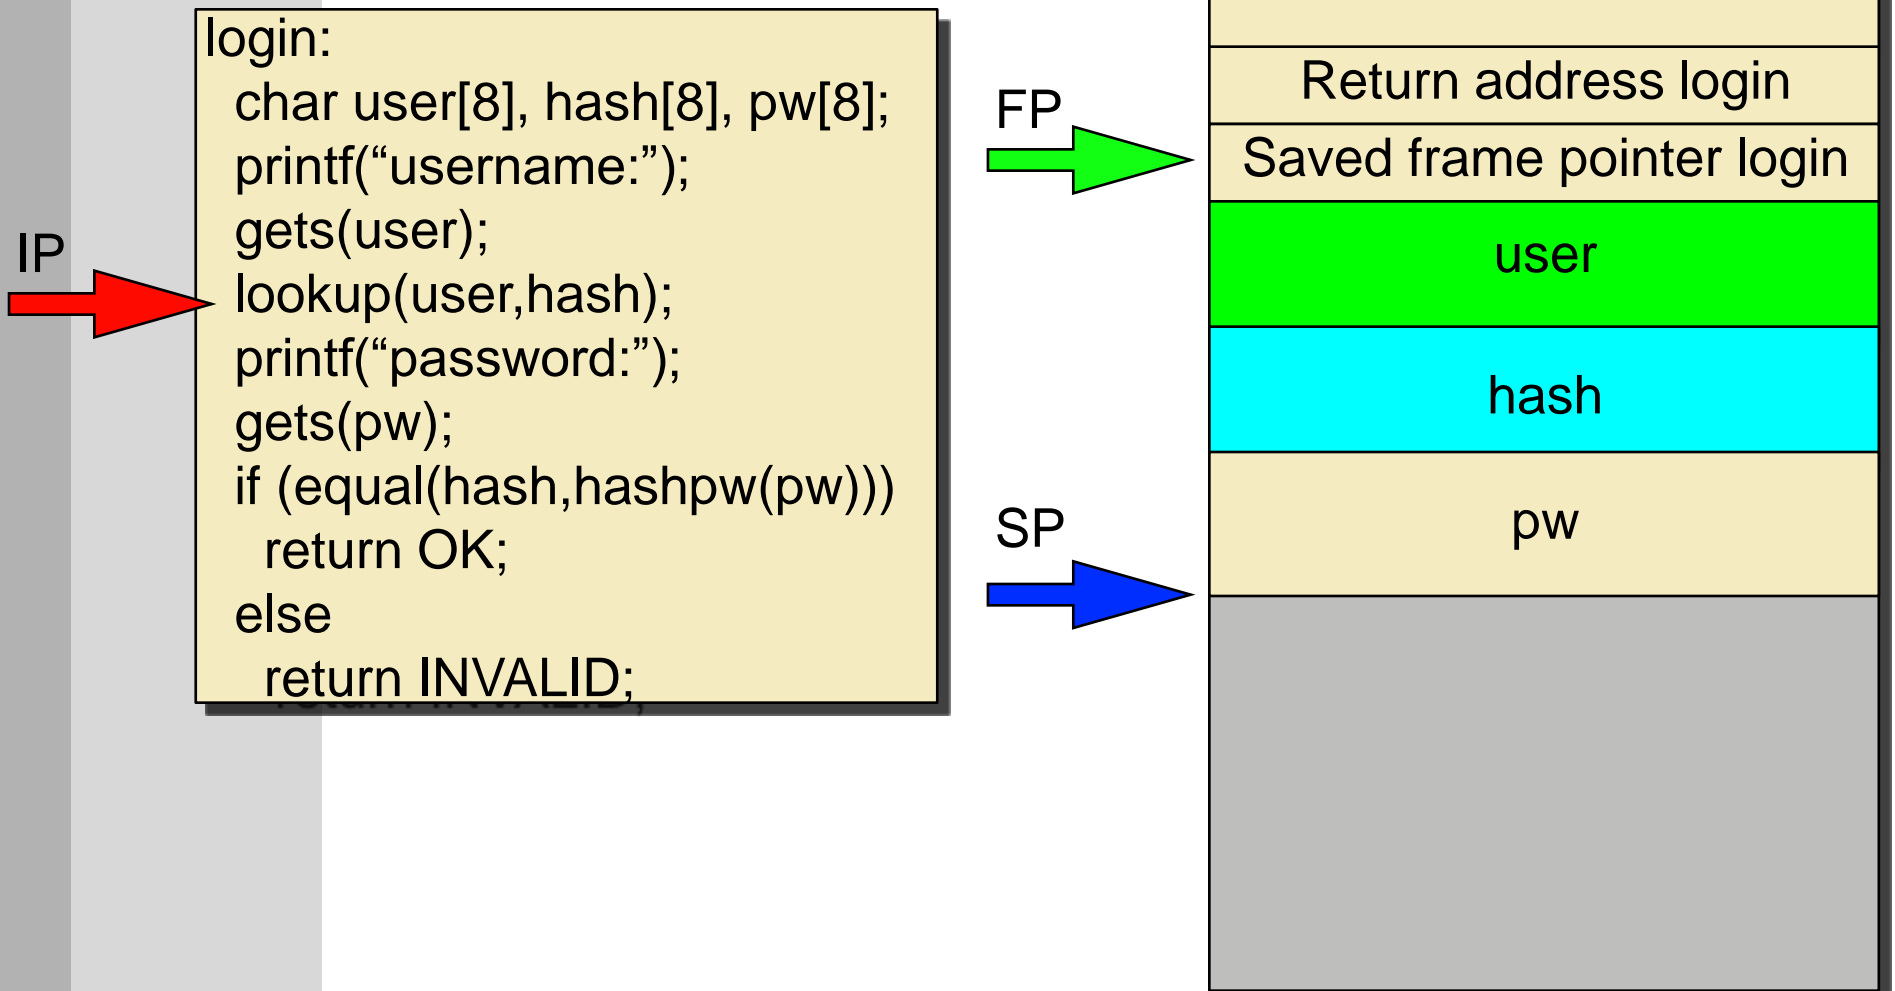 login:
char user[8], hash[8], pw[8];
printf(“username:”);
gets(user);
lookup(user,hash);
printf(“password:”);
gets(pw);
if (equal(hash,hashpw(pw)))
return OK;
else
return INVALID;
IP
FP
SP
Return address login
Saved frame pointer login
user
hash
pw